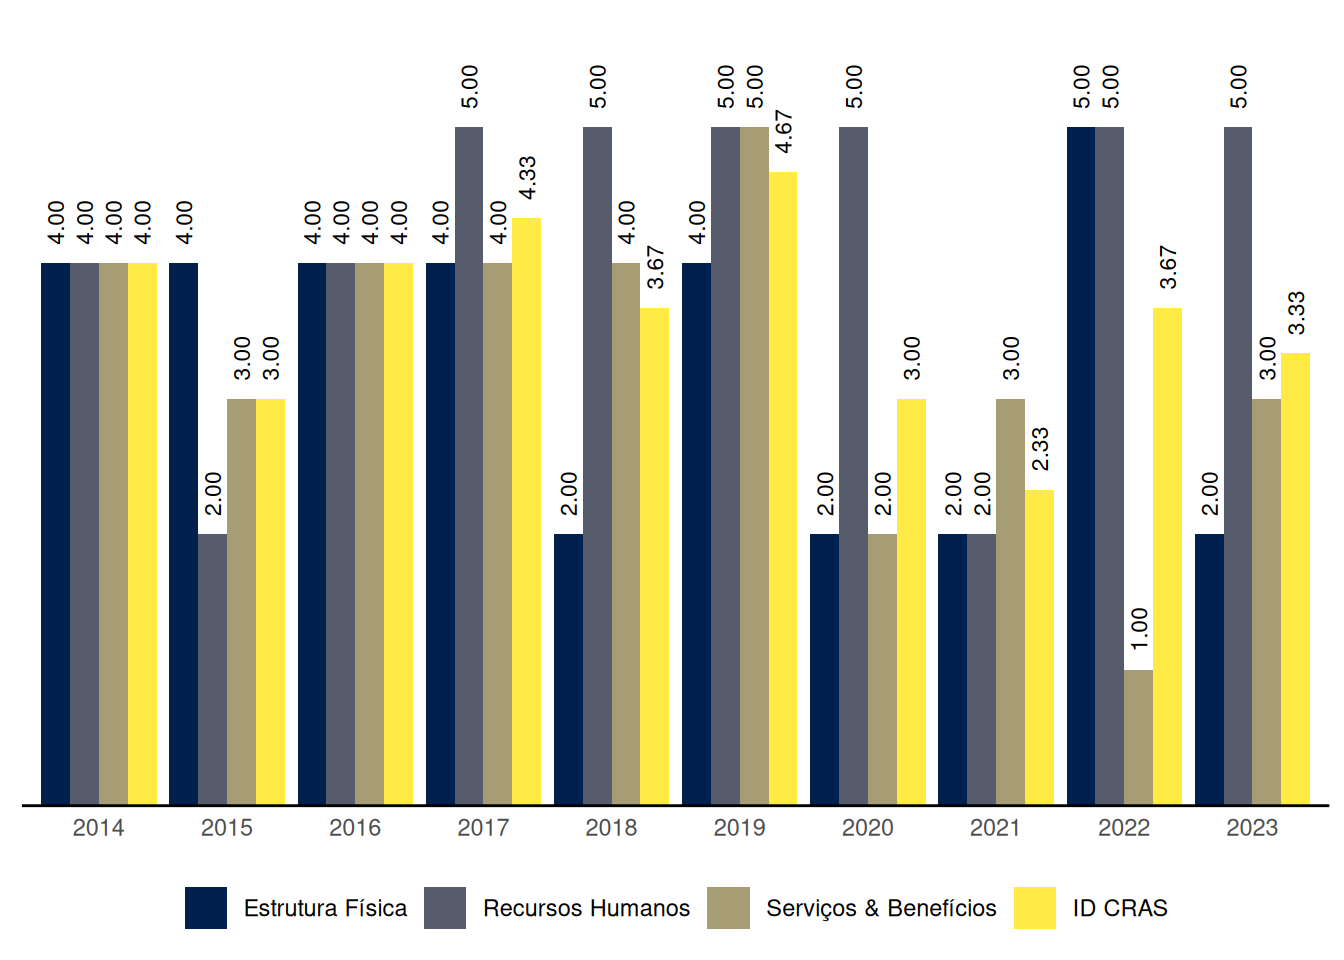 4.00 4.00 4.00 4.00
4.00 2.00 3.00 3.00
4.00 4.00 4.00 4.00
4.00 5.00 4.00 4.33
2.00 5.00 4.00 3.67
4.00 5.00 5.00 4.67
2.00 5.00 2.00 3.00
2.00 2.00 3.00 2.33
5.00 5.00 1.00 3.67
2.00 5.00 3.00 3.33
2014 2015 2016 2017 2018 2019 2020 2021 2022 2023
Estrutura Física Recursos Humanos Serviços & Benefícios ID CRAS